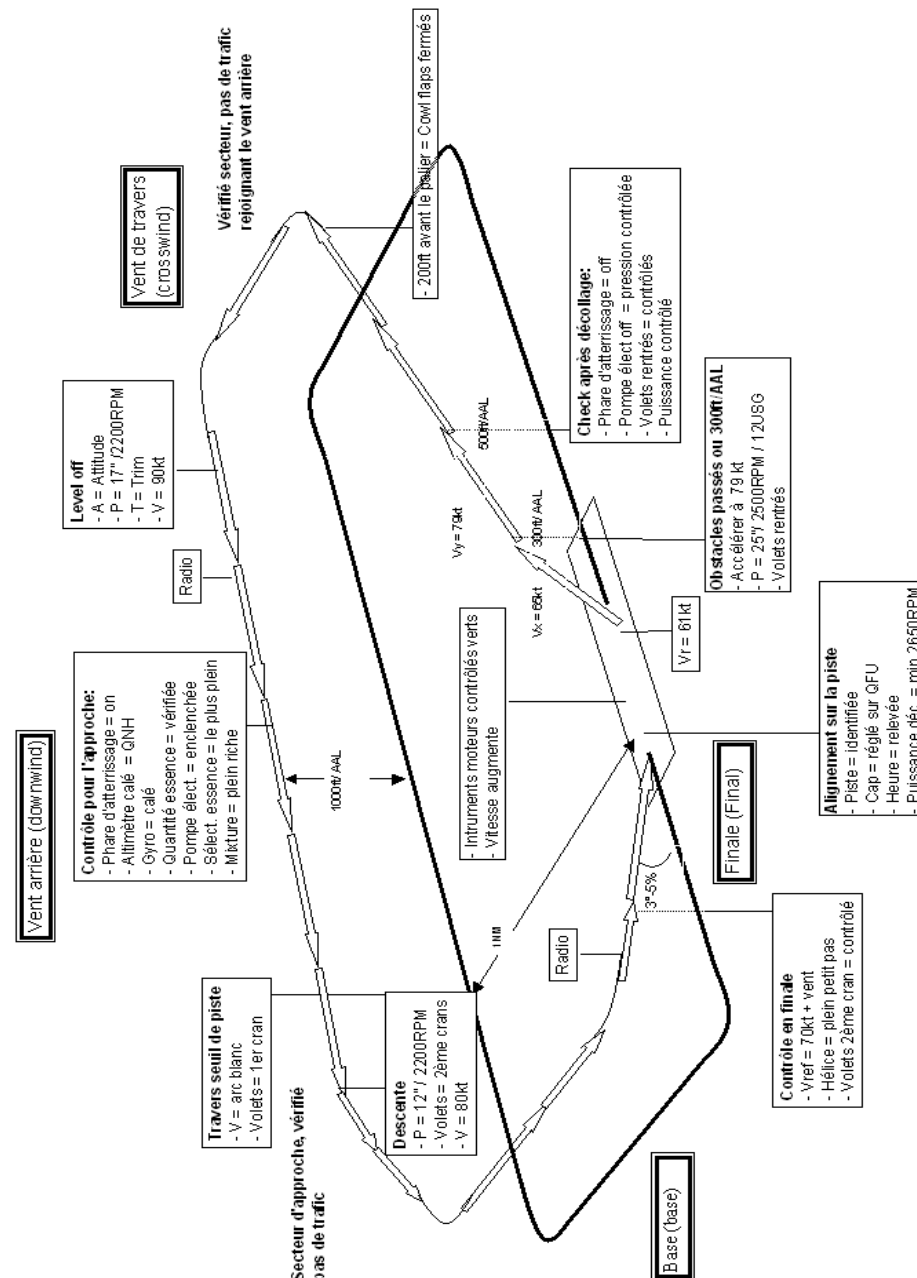 Vent arrière (downwind)
Vent de travers
(crosswind)
Vérifié secteur, pas de trafic
rejoignant le vent arrière
Level off
- A = Attitude
- P = 17" /2200RPM
- T = Trim
- V = 90kt
Radio
Contrôle pour l'approche:
- Phare d'atterrissage = on
- Altimètre calé = QNH
- Gyro = calé
- Quantité essence = vérifiée
- Pompe élect. = enclenchée
- Sélect. essence = le plus plein
- Mixture = plein riche
1000ft/ AAL
Travers seuil de piste
- V = arc blanc
- Volets = 1er cran
Descente
- P = 12" / 2200RPM
- Volets = 2ème crans
- V = 80kt
Secteur d'approche, vérifié
pas de trafic
- 200ft avant le palier = Cowl flaps fermés
500ft/AAL
Vy = 79kt
300ft/ AAL
Vx = 65kt
Check après décollage:
- Phare d'atterrissage = off
- Pompe élect off = pression contrôlée
- Volets rentrés = contrôlés
- Puissance contrôlé
Obstacles passés ou 300ft/AAL
- Accélérer à 79 kt
- P = 25"/ 2500RPM / 12USG
- Volets rentrés
Vr = 61kt
- Intruments moteurs contrôlés verts
- Vitesse augmente
1NM
Radio
3°-5%
Finale (Final)
Alignement sur la piste
- Piste = identifiée
- Cap = réglé sur QFU
- Heure = relevée
- Puissance déc. = min 2650RPM
Contrôle en finale
- Vref = 70kt + vent
- Hélice = plein petit pas
- Volets 2ème cran = contrôlé
Base (base)